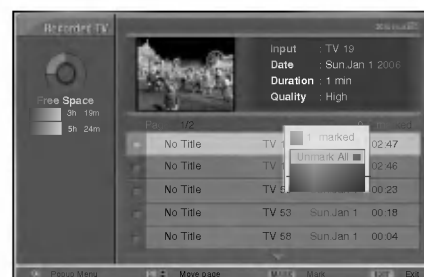 Recorded TV
Input : TV 19
Date : Sun.Jan 1 2006
Duration : 1 min
Quality : High
Free Space
3h 19m
5h 24m
1/2
1 marked
Unmark All
No Title TV 02:47
No Title TV 02:46
No Title TV 00:23
No Title TV 53 Sun.Jan 1 00:18
No Title TV 58 Sun.Jan 1 00:04
Popup Menu Move page MARK Mark Exit